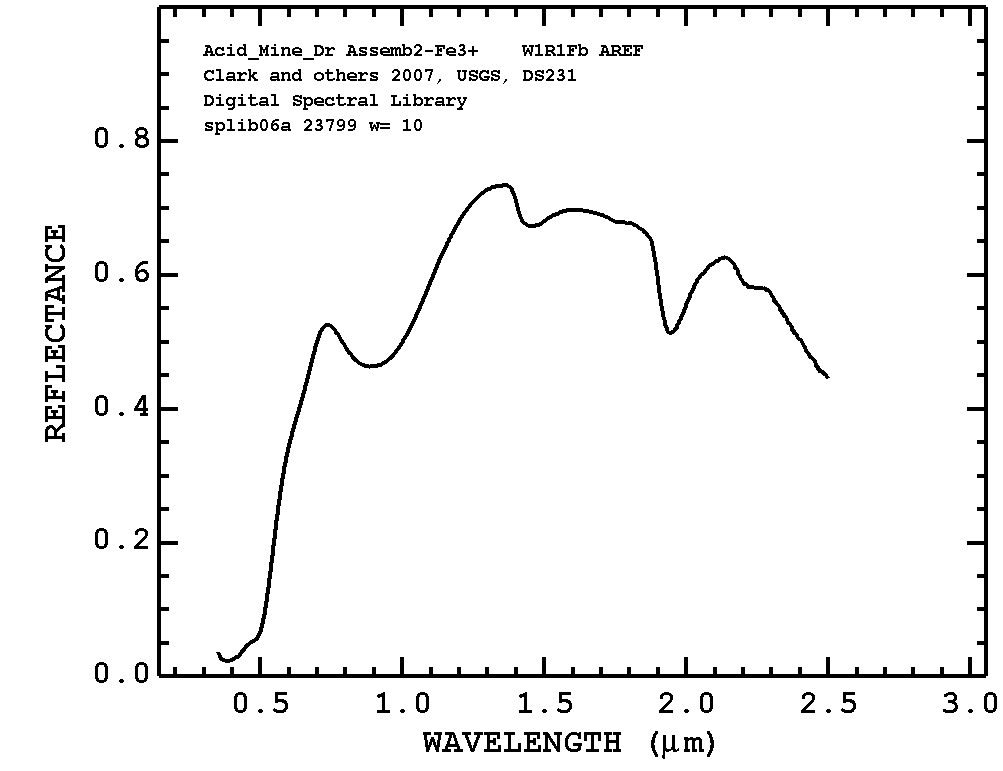 Acid_Mine_Dr Assemb2-Fe3+    W1R1Fb AREF
Clark and others 2007, USGS, DS231
Digital Spectral Library
splib06a 23799 w= 10
REFLECTANCE
0.8
0.6
0.4
0.2
0.0
0.5 1.0 1.5 2.0 2.5 3.0
WAVELENGTH (μm)